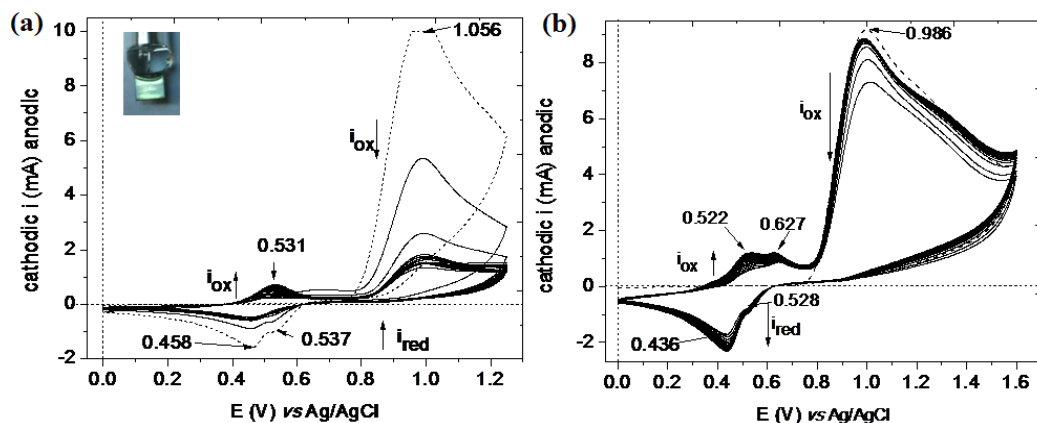 (a)
10
8
6
4
2
0
-2
cathodic i (mA) anodic
1.056
i_ox
0.531
i_ox
0.458
0.537
i_red
0.0 0.2 0.4 0.6 0.8 1.0 1.2
E (V) vs Ag/AgCl
(b)
8
6
4
2
0
-2
cathodic i (mA) anodic
0.986
i_ox
0.522
0.627
i_ox
0.528
0.436
i_red
0.0 0.2 0.4 0.6 0.8 1.0 1.2 1.4 1.6
E (V) vs Ag/AgCl